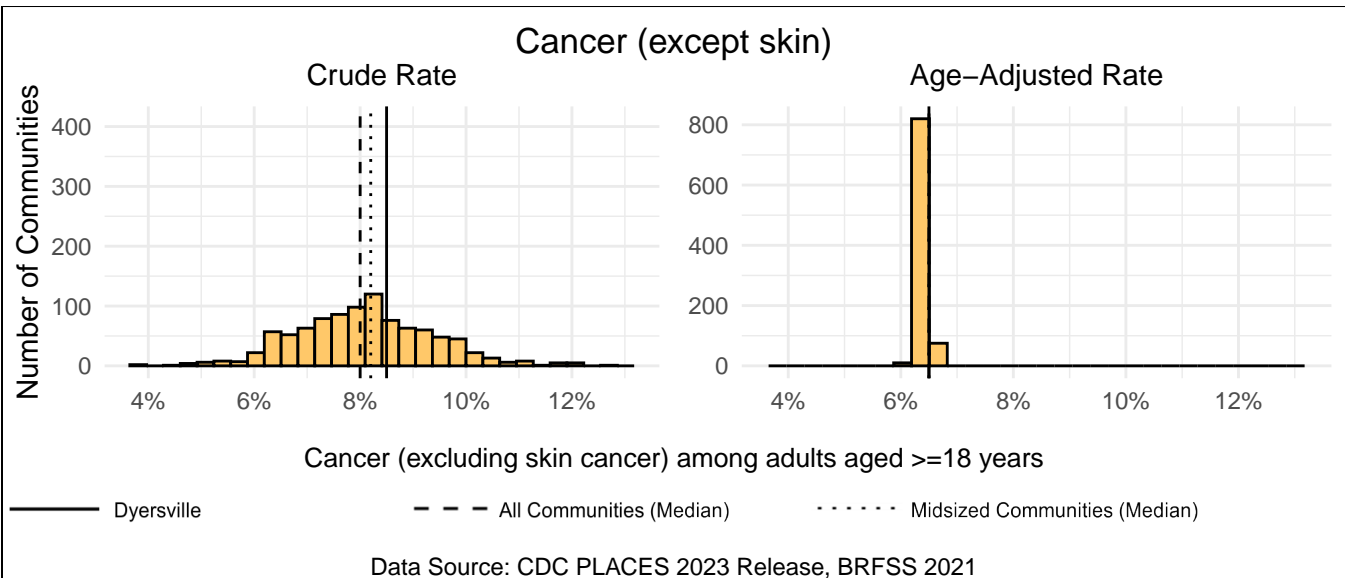 Cancer (except skin)
Crude Rate
Age−Adjusted Rate
Number of Communities
400
300
200
100
0
4%
6%
8%
10%
12%
800
600
400
200
0
4%
6%
8%
10%
12%
Cancer (excluding skin cancer) among adults aged >=18 years
Dyersville
All Communities (Median)
Midsized Communities (Median)
Data Source: CDC PLACES 2023 Release, BRFSS 2021